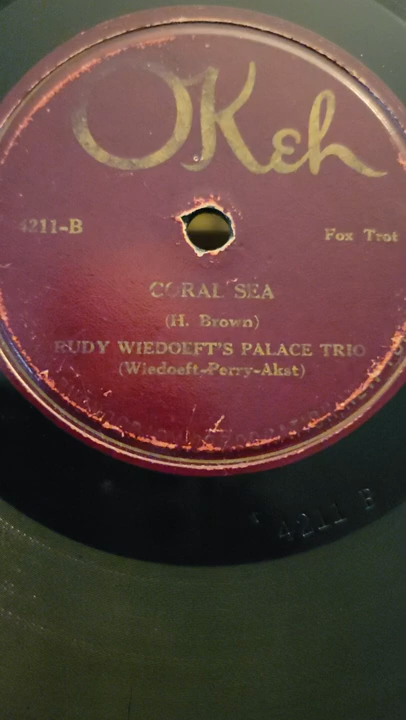 OKeh
4211-B
Fox Trot
CORAL SEA
(H. Brown)
RUDY WIEDOEFT'S PALACE TRIO
(Wiedoeft-Perry-Akst)
4211 B